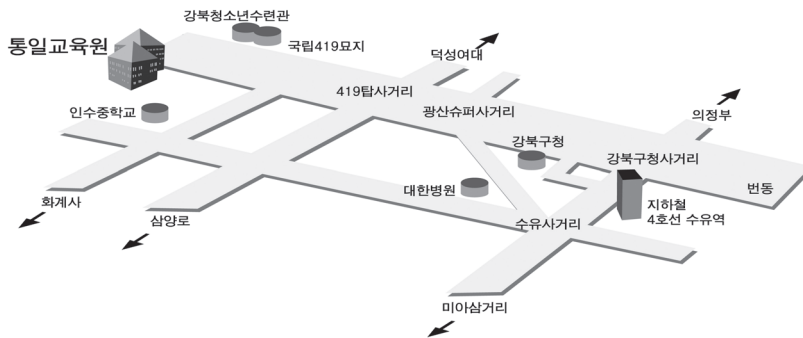 강북청소년수련관
통일교육원
국립419묘지
덕성여대
419탑사거리
인수중학교
광산슈퍼사거리
의정부
강북구청
강북구청사거리
대한병원
번동
화계사
삼양로
수유사거리
지하철
4호선 수유역
미아삼거리